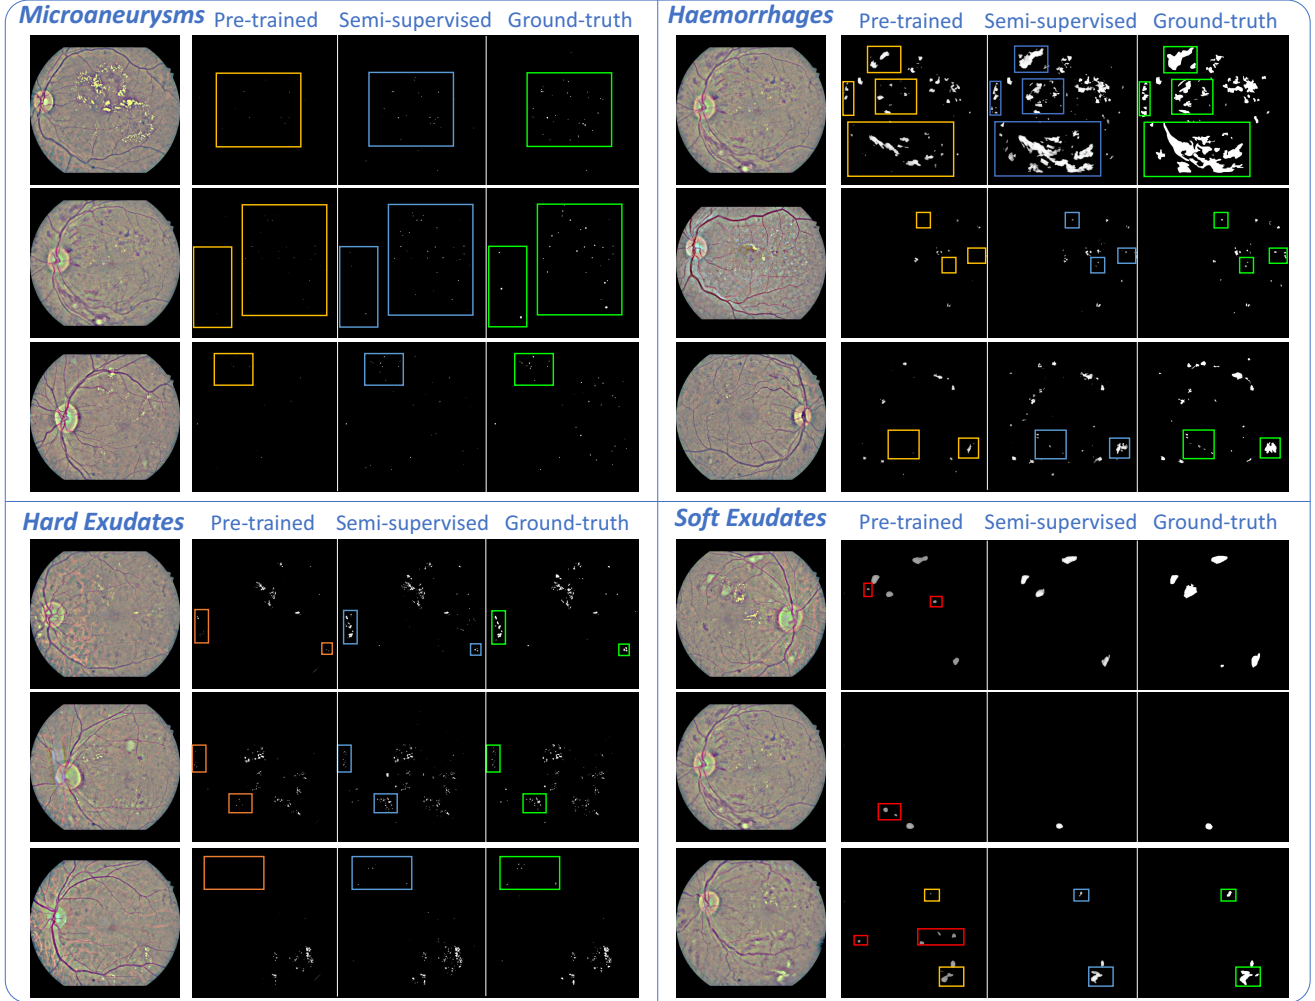 Microaneurysms Pre-trained Semi-supervised Ground-truth
Haemorrhages Pre-trained Semi-supervised Ground-truth
Hard Exudates Pre-trained Semi-supervised Ground-truth
Soft Exudates Pre-trained Semi-supervised Ground-truth